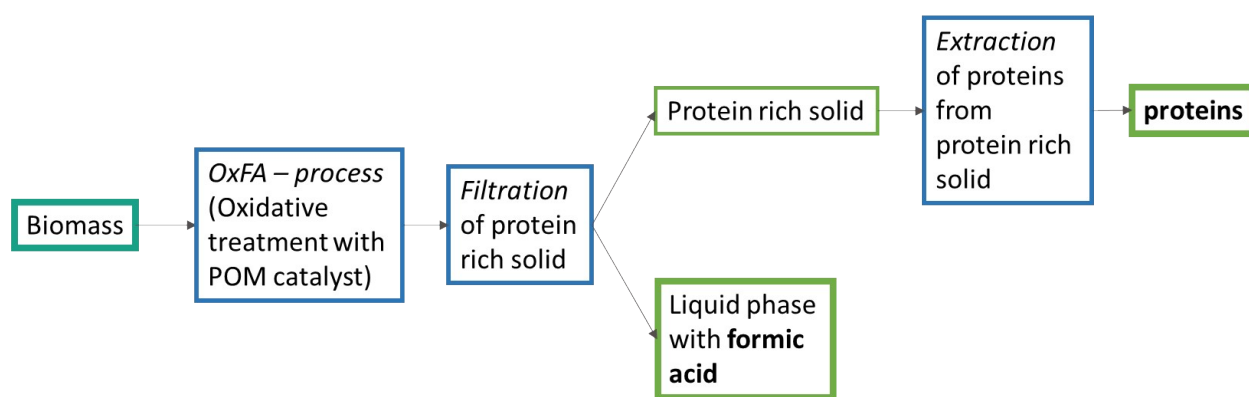 Biomass
OxFA – process
(Oxidative
treatment with
POM catalyst)
Filtration
of protein
rich solid
Protein rich solid
Extraction
of proteins
from
protein rich
solid
proteins
Liquid phase
with formic
acid